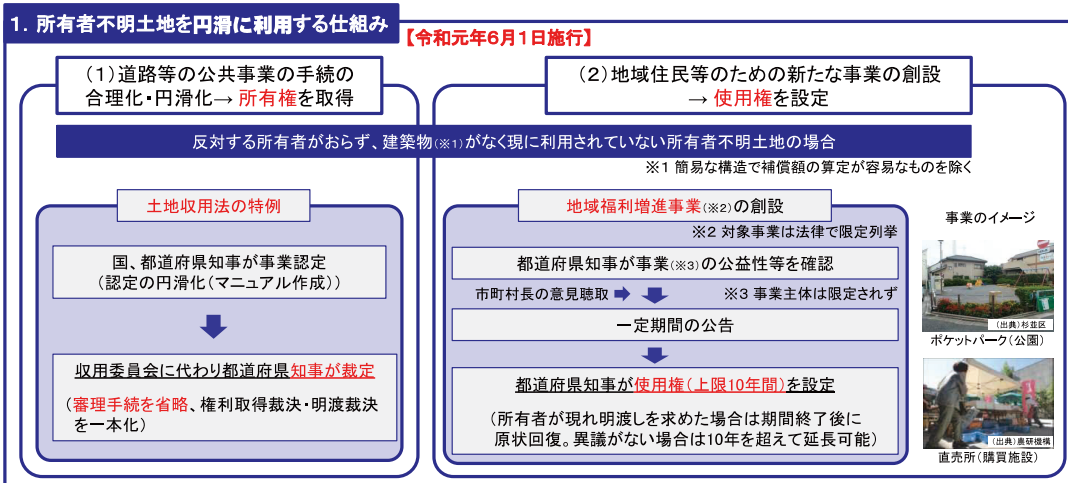 1. 所有者不明土地を円滑に利用する仕組み
【令和元年6月1日施行】
（1）道路等の公共事業の手続の
合理化・円滑化→ 所有権を取得
（2）地域住民等のための新たな事業の創設
→ 使用権を設定
反対する所有者がおらず、建築物(※1)がなく現に利用されていない所有者不明土地の場合
※1 簡易な構造で補償額の算定が容易なものを除く
土地収用法の特例
国、都道府県知事が事業認定
（認定の円滑化（マニュアル作成））
収用委員会に代わり都道府県知事が裁定
（審理手続を省略、権利取得裁決・明渡裁決
を一本化）
地域福利増進事業(※2)の創設
※2 対象事業は法律で限定列挙
都道府県知事が事業(※3)の公益性等を確認
市町村長の意見聴取
※3 事業主体は限定されず
一定期間の公告
都道府県知事が使用権（上限10年間）を設定
（所有者が現れ明渡しを求めた場合は期間終了後に
原状回復。異議がない場合は10年を超えて延長可能）
事業のイメージ
（出典）杉並区
ポケットパーク（公園）
（出典）農研機構
直売所（購買施設）